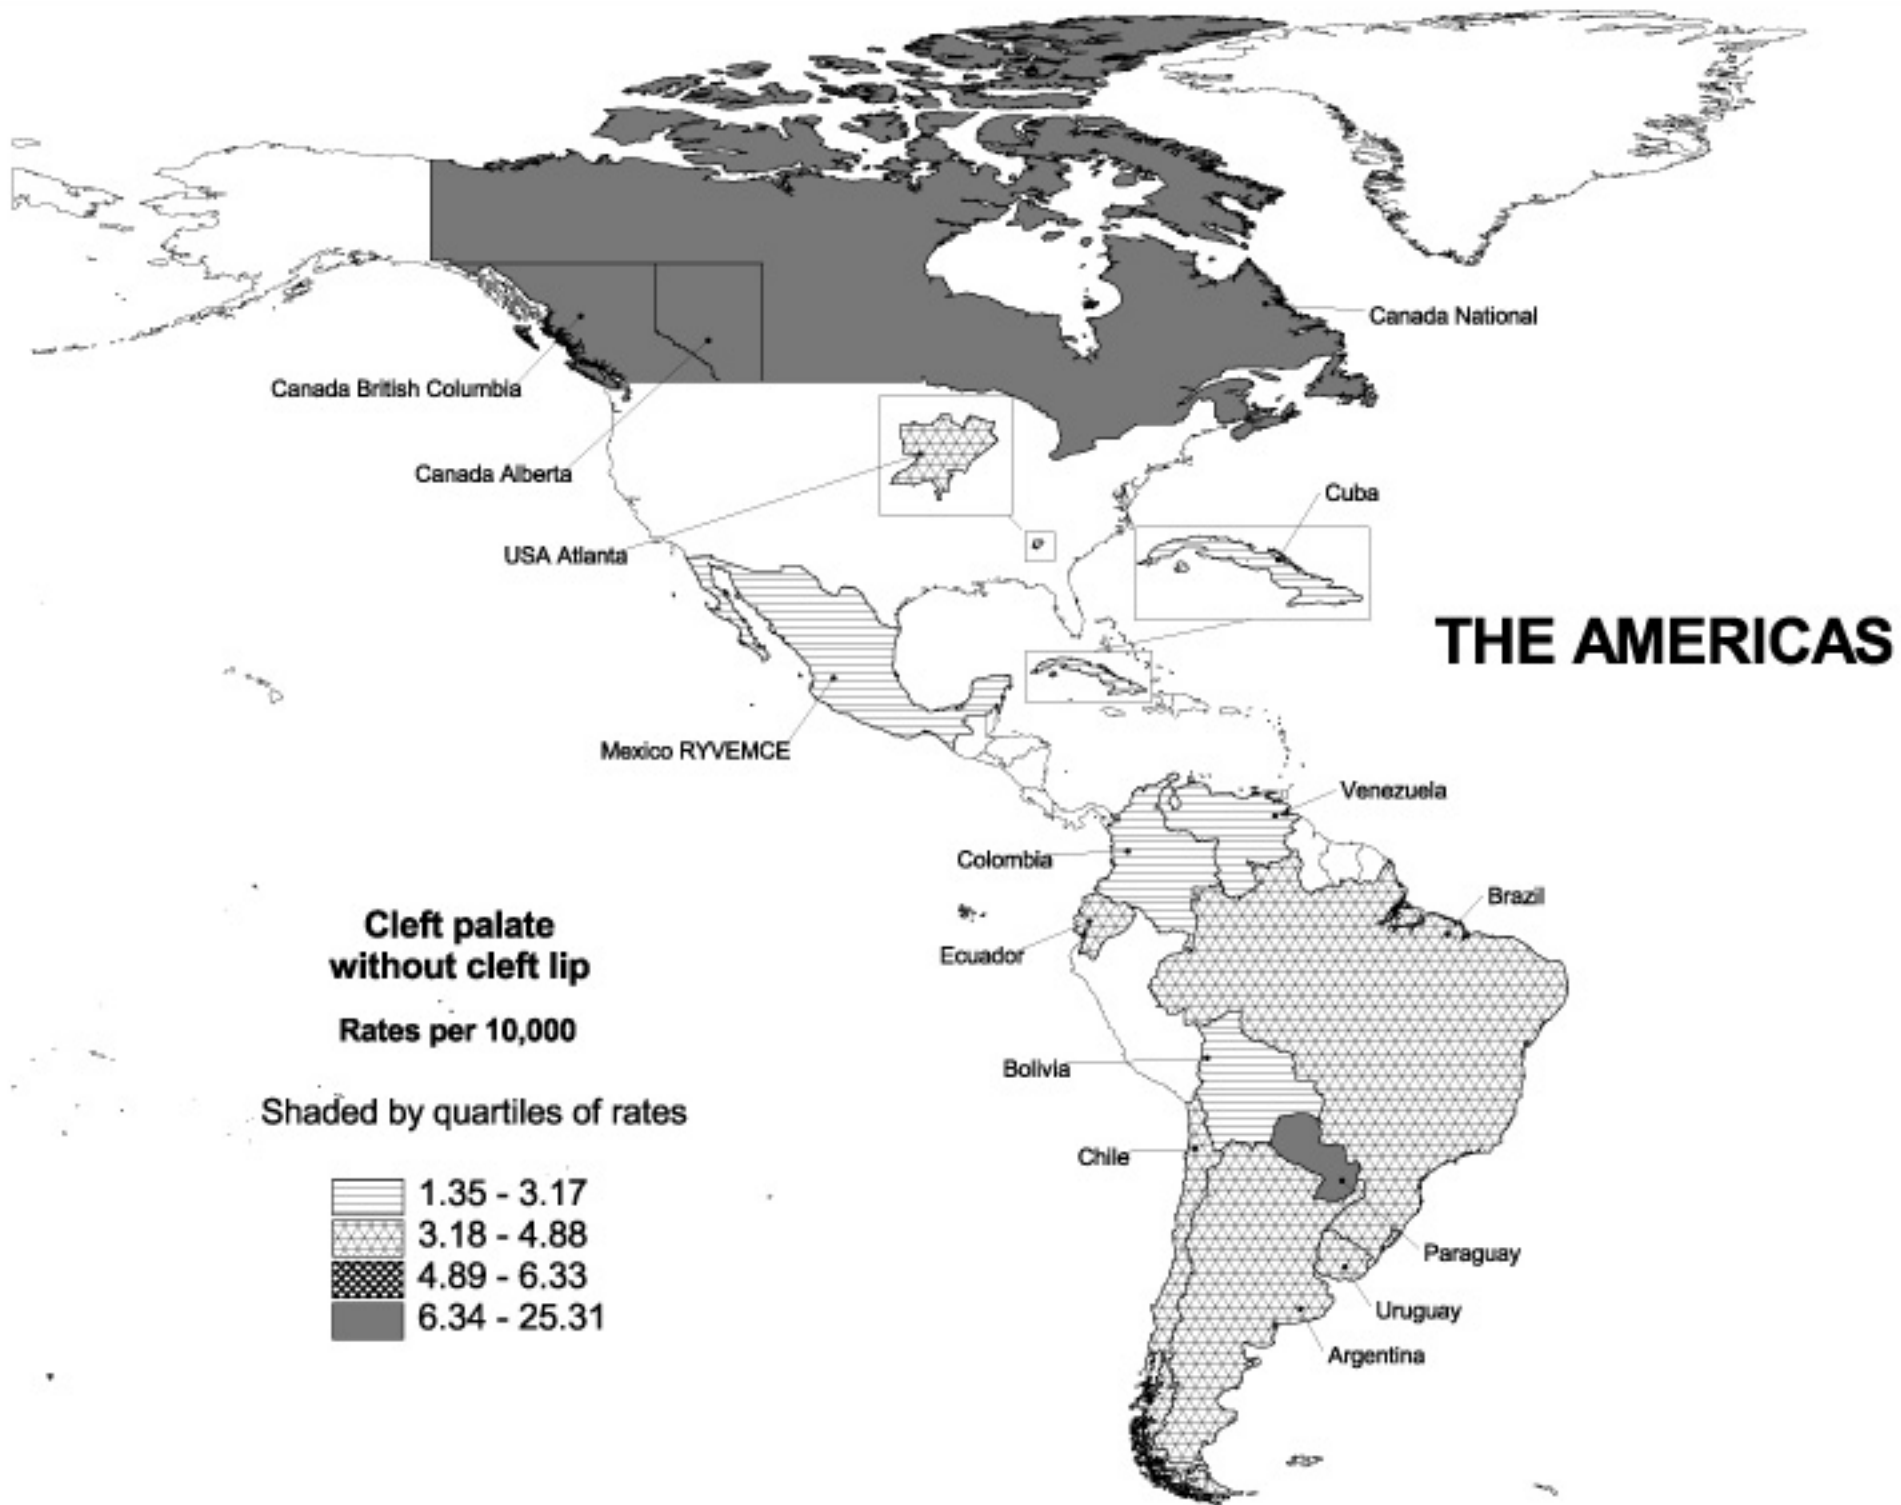 Canada National
Canada British Columbia
Canada Alberta
Cuba
USA Atlanta
THE AMERICAS
Mexico RYVEMCE
Venezuela
Colombia
Brazil
Ecuador
Cleft palate
without cleft lip
Rates per 10,000
Bolivia
Shaded by quartiles of rates
Chile
1.35 - 3.17
3.18 - 4.88
4.89 - 6.33
6.34 - 25.31
Paraguay
Uruguay
Argentina